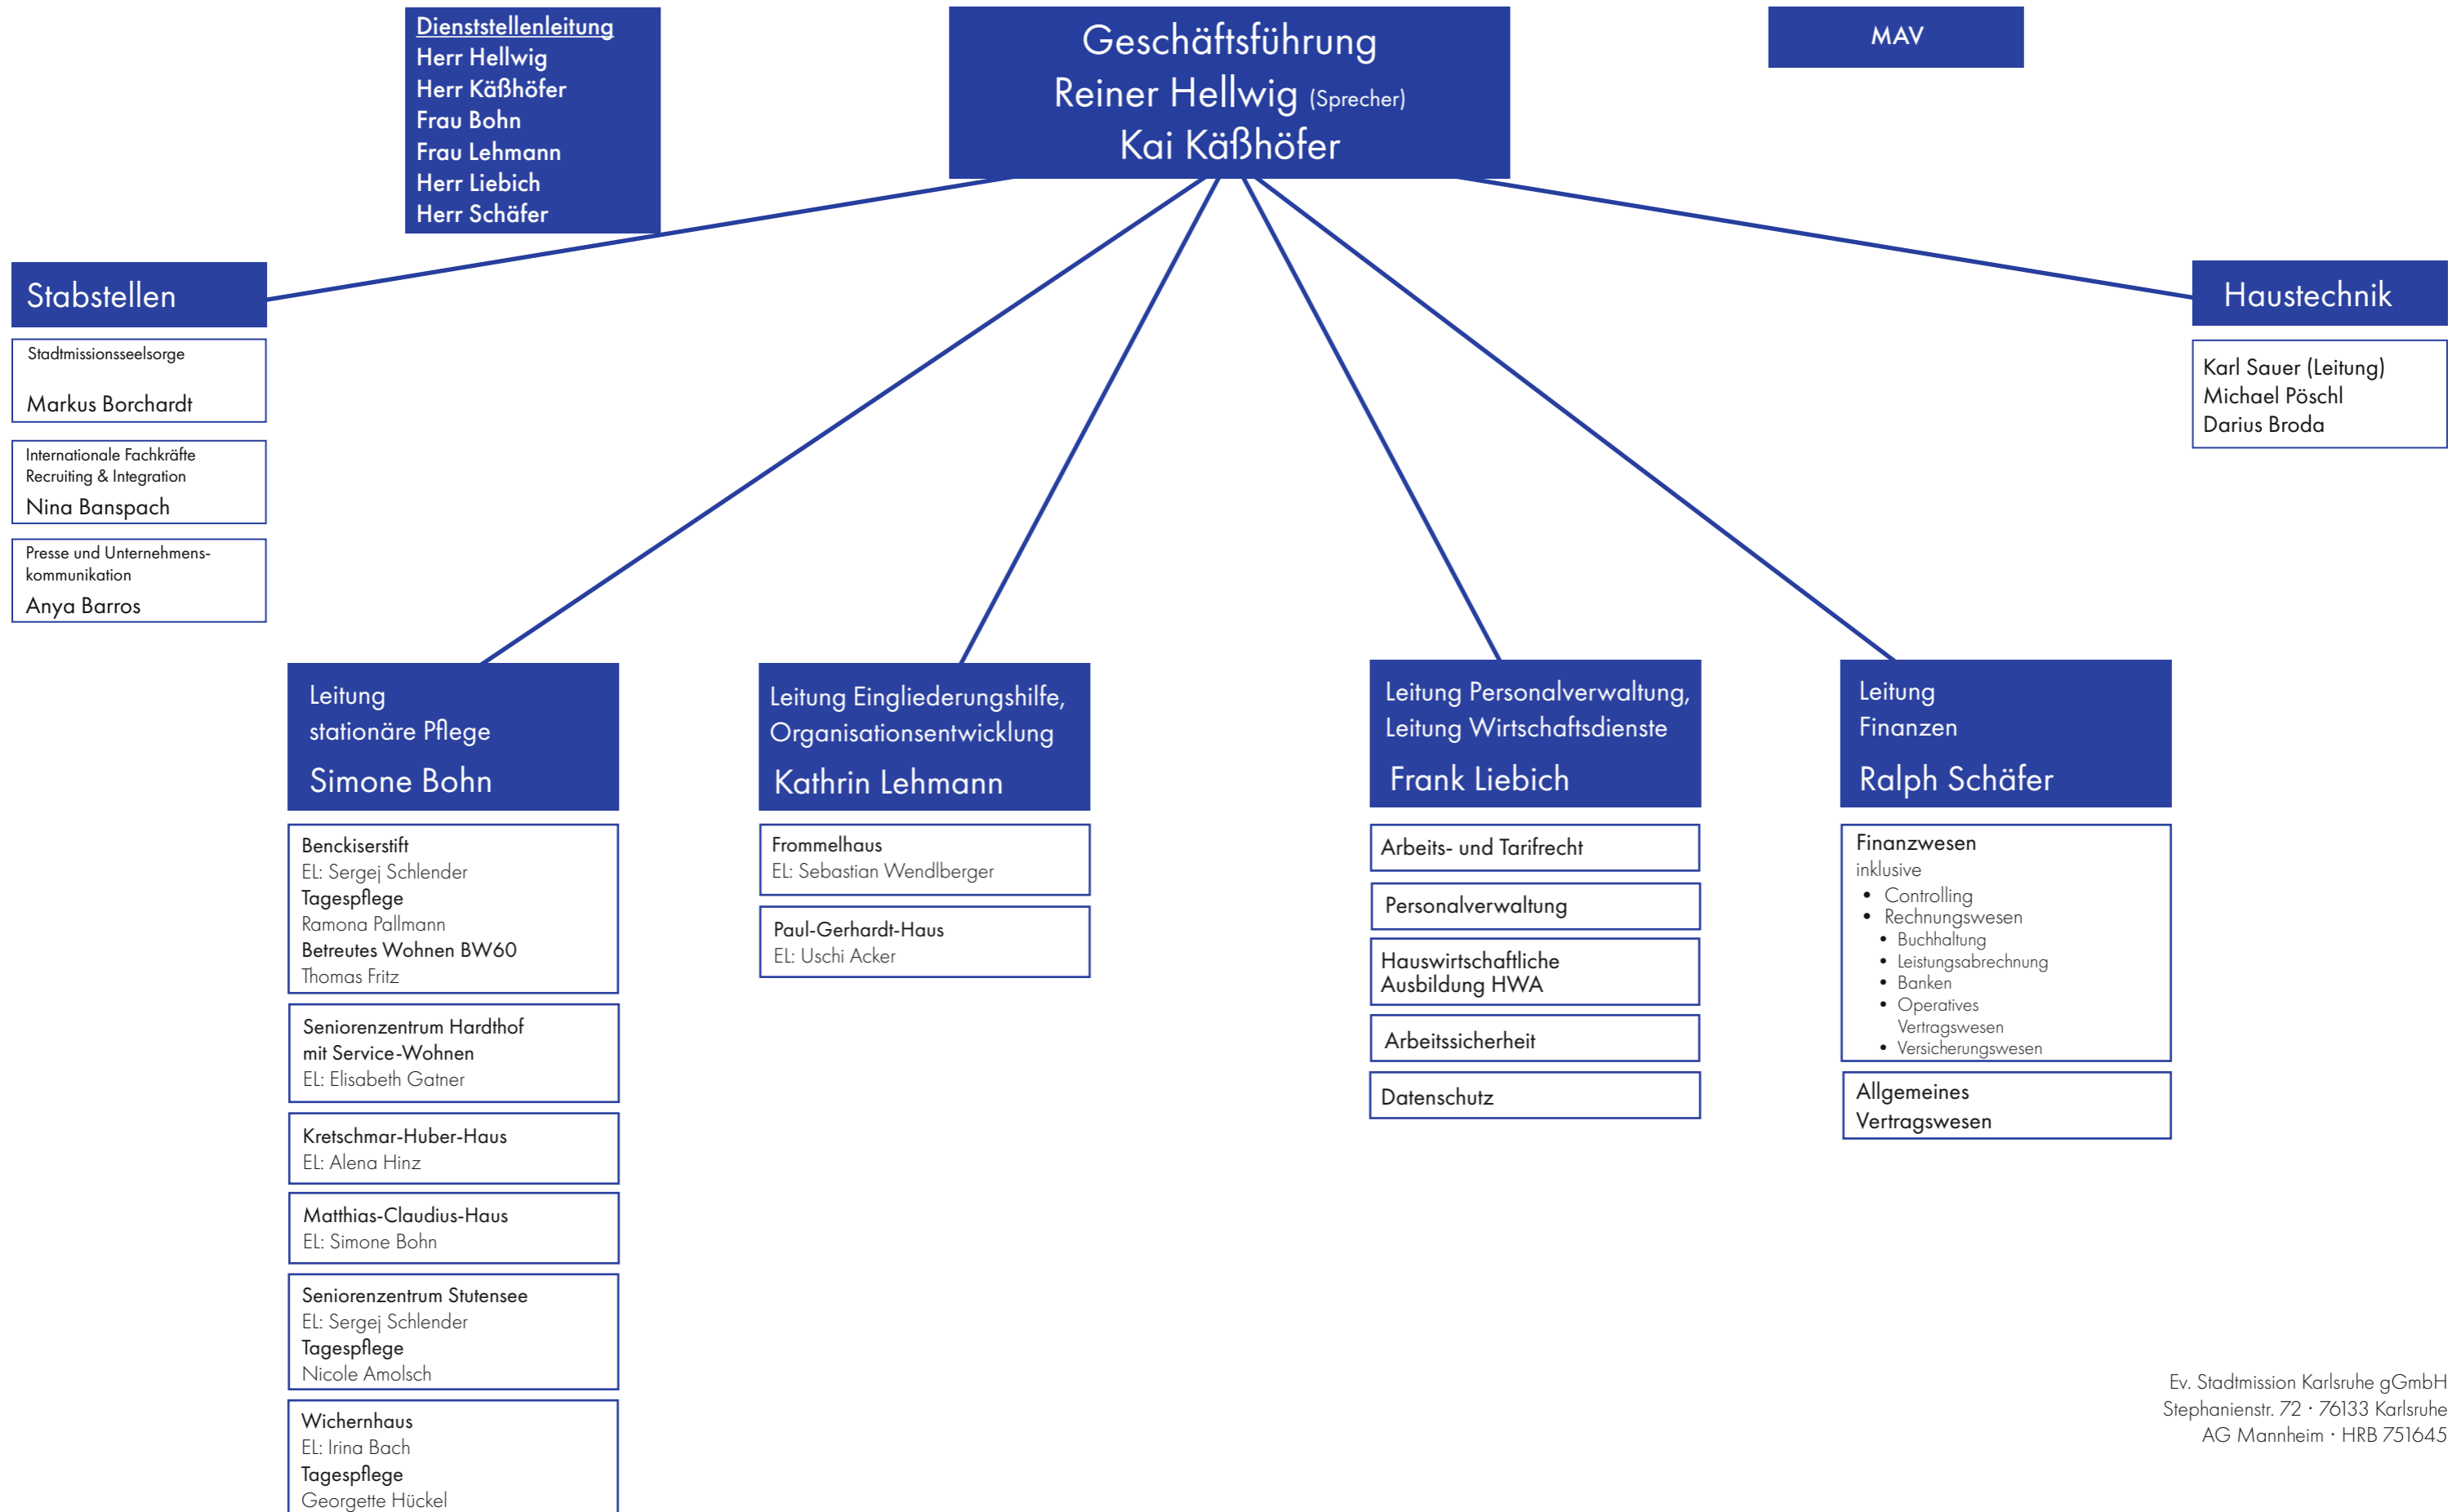 Dienststellenleitung
Herr Hellwig
Herr Käßhöfer
Frau Bohn
Frau Lehmann
Herr Liebich
Herr Schäfer
Geschäftsführung
Reiner Hellwig (Sprecher)
Kai Käßhöfer
MAV
Stabstellen
Stadtmissionsseelsorge
Markus Borchardt
Internationale Fachkräfte
Recruiting & Integration
Nina Banspach
Presse und Unternehmens-
kommunikation
Anya Barros
Haustechnik
Karl Sauer (Leitung)
Michael Pöschl
Darius Broda
Leitung
stationäre Pflege
Simone Bohn
Benckiserstift
EL: Sergej Schlender
Tagespflege
Ramona Pallmann
Betreutes Wohnen BW60
Thomas Fritz
Seniorenzentrum Hardthof
mit Service-Wohnen
EL: Elisabeth Gatner
Kretschmar-Huber-Haus
EL: Alena Hinz
Matthias-Claudius-Haus
EL: Simone Bohn
Seniorenzentrum Stutensee
EL: Sergej Schlender
Tagespflege
Nicole Amolsch
Wichernhaus
EL: Irina Bach
Tagespflege
Georgette Hückel
Leitung Eingliederungshilfe,
Organisationsentwicklung
Kathrin Lehmann
Frommelhaus
EL: Sebastian Wendlberger
Paul-Gerhardt-Haus
EL: Uschi Acker
Leitung Personalverwaltung,
Leitung Wirtschaftsdienste
Frank Liebich
Arbeits- und Tarifrecht
Personalverwaltung
Hauswirtschaftliche
Ausbildung HWA
Arbeitssicherheit
Datenschutz
Leitung
Finanzen
Ralph Schäfer
Finanzwesen
inklusive
• Controlling
• Rechnungswesen
• Buchhaltung
• Leistungsabrechnung
• Banken
• Operatives
Vertragswesen
• Versicherungswesen
Allgemeines
Vertragswesen
Ev. Stadtmission Karlsruhe gGmbH
Stephanienstr. 72 · 76133 Karlsruhe
AG Mannheim · HRB 751645